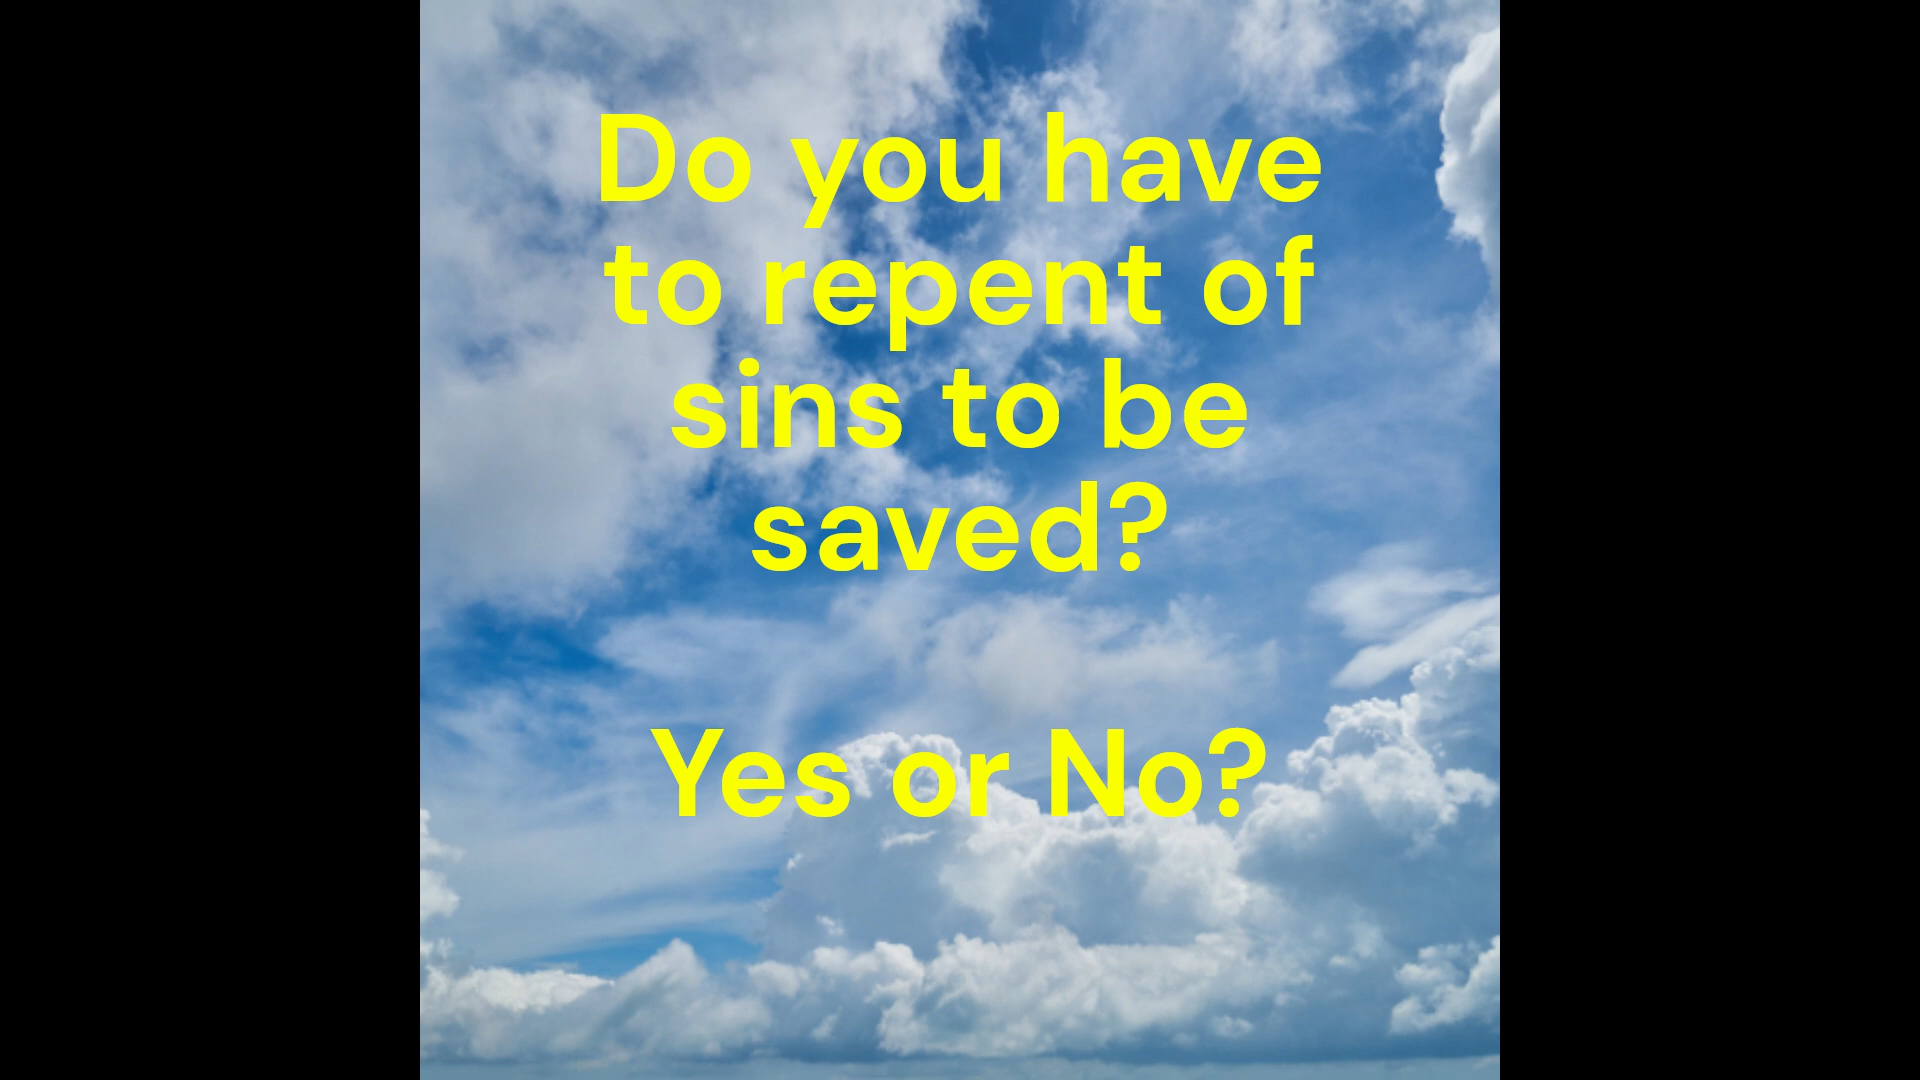 Do you have
to repent of
sins to be
saved?
Yes or No?